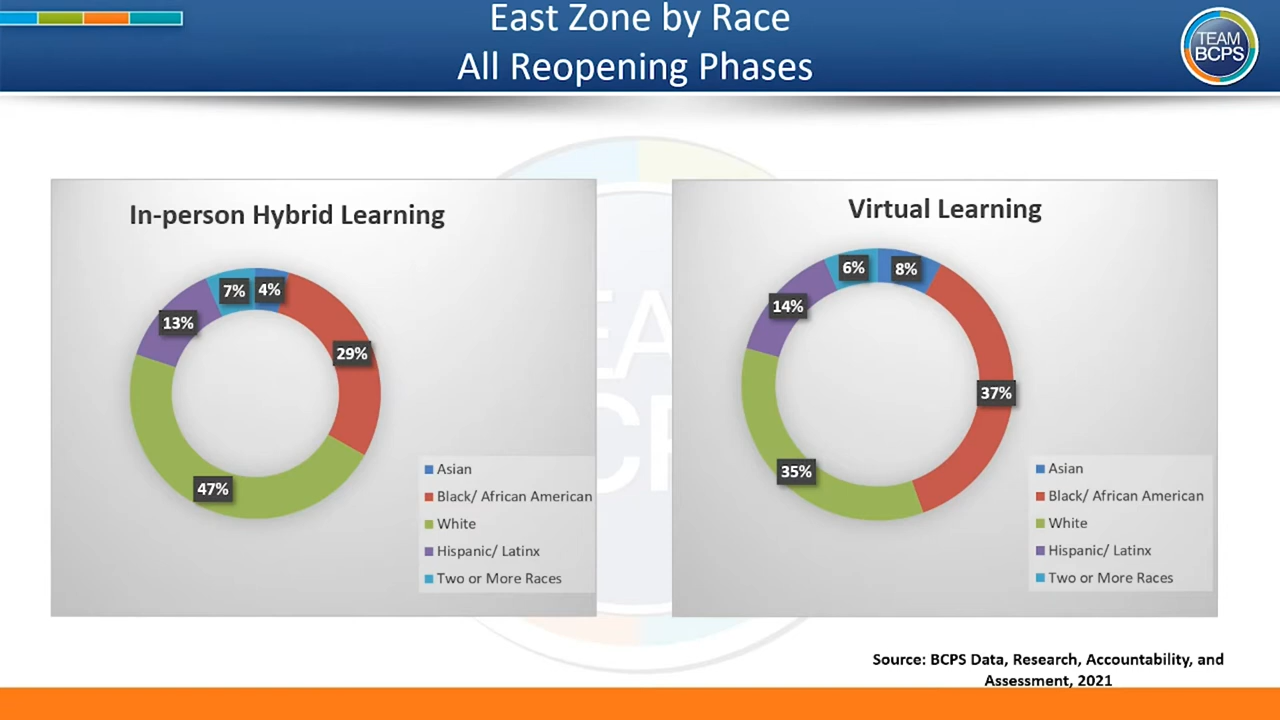 East Zone by Race
All Reopening Phases
TEAM
BCPS
In-person Hybrid Learning
7%
4%
13%
29%
47%
Asian
Black/ African American
White
Hispanic/ Latinx
Two or More Races
Virtual Learning
6%
8%
14%
37%
35%
Asian
Black/ African American
White
Hispanic/ Latinx
Two or More Races
Source: BCPS Data, Research, Accountability, and
Assessment, 2021